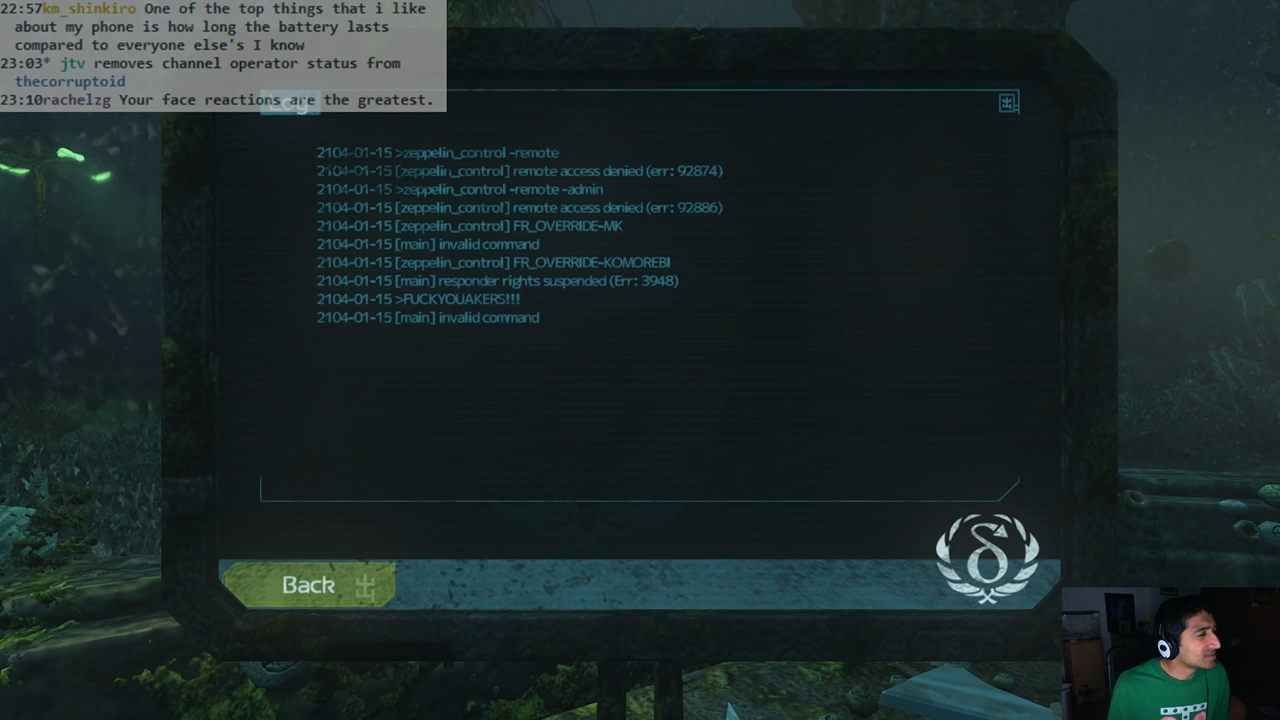 22:57km_shinkiro One of the top things that i like
about my phone is how long the battery lasts
compared to everyone else's I know
23:03* jtv removes channel operator status from
thecorruptoid
23:10rachelzg Your face reactions are the greatest.
Log
2104-01-15 >zeppelin_control -remote
2104-01-15 [zeppelin_control] remote access denied (err: 92874)
2104-01-15 >zeppelin_control -remote -admin
2104-01-15 [zeppelin_control] remote access denied (err: 92886)
2104-01-15 [zeppelin_control] FR_OVERRIDE-MK
2104-01-15 [main] invalid command
2104-01-15 [zeppelin_control] FR_OVERRIDE-KOMOREBI
2104-01-15 [main] responder rights suspended (Err: 3948)
2104-01-15 >FUCKYOUAKERS!!!
2104-01-15 [main] invalid command
Back 出